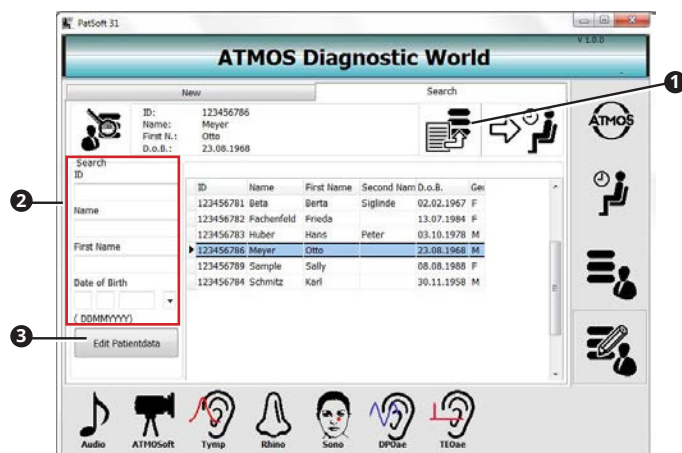 PatSoft 31
V 1.0.0
ATMOS Diagnostic World
New Search
1
ID: 123456786
Name: Meyer
First N.: Otto
D.o.B.: 23.08.1968
ATMOS
Search
ID
2
Name
First Name
Date of Birth
( DDMMYYYY)
3
Edit Patientdata
ID Name First Name Second Nam D.o.B. Ger
123456781 Beta Berta Siglinde 02.02.1967 F
123456782 Fachenfeld Frieda 13.07.1984 F
123456783 Huber Hans Peter 03.10.1978 M
123456786 Meyer Otto 23.08.1968 M
123456789 Sample Sally 08.08.1988 F
123456784 Schmitz Karl 30.11.1958 M
Audio ATMOSoft Tymp Rhino Sono DPOae TEOae